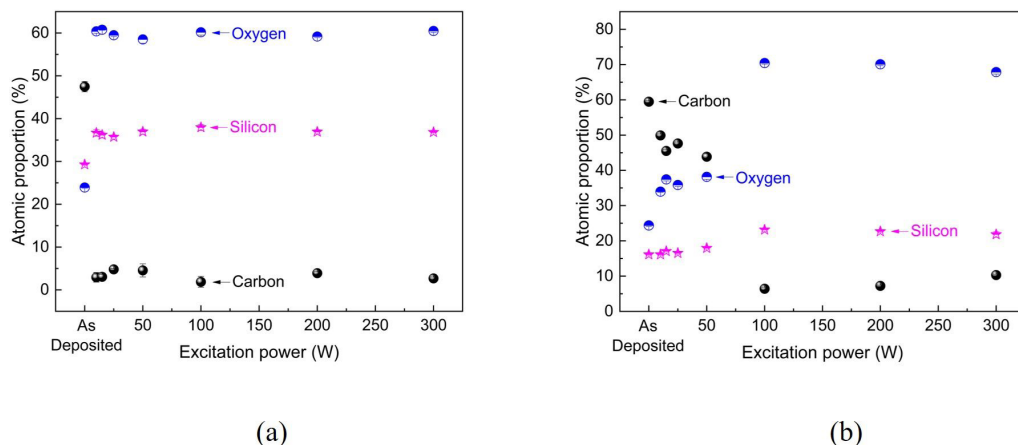 60
50
40
30
20
10
0
Atomic proportion (%)
Oxygen
Silicon
Carbon
As
Deposited
50
100
150
200
250
300
Excitation power (W)
(a)
80
70
60
50
40
30
20
10
0
Atomic proportion (%)
Carbon
Oxygen
Silicon
As
Deposited
50
100
150
200
250
300
Excitation power (W)
(b)